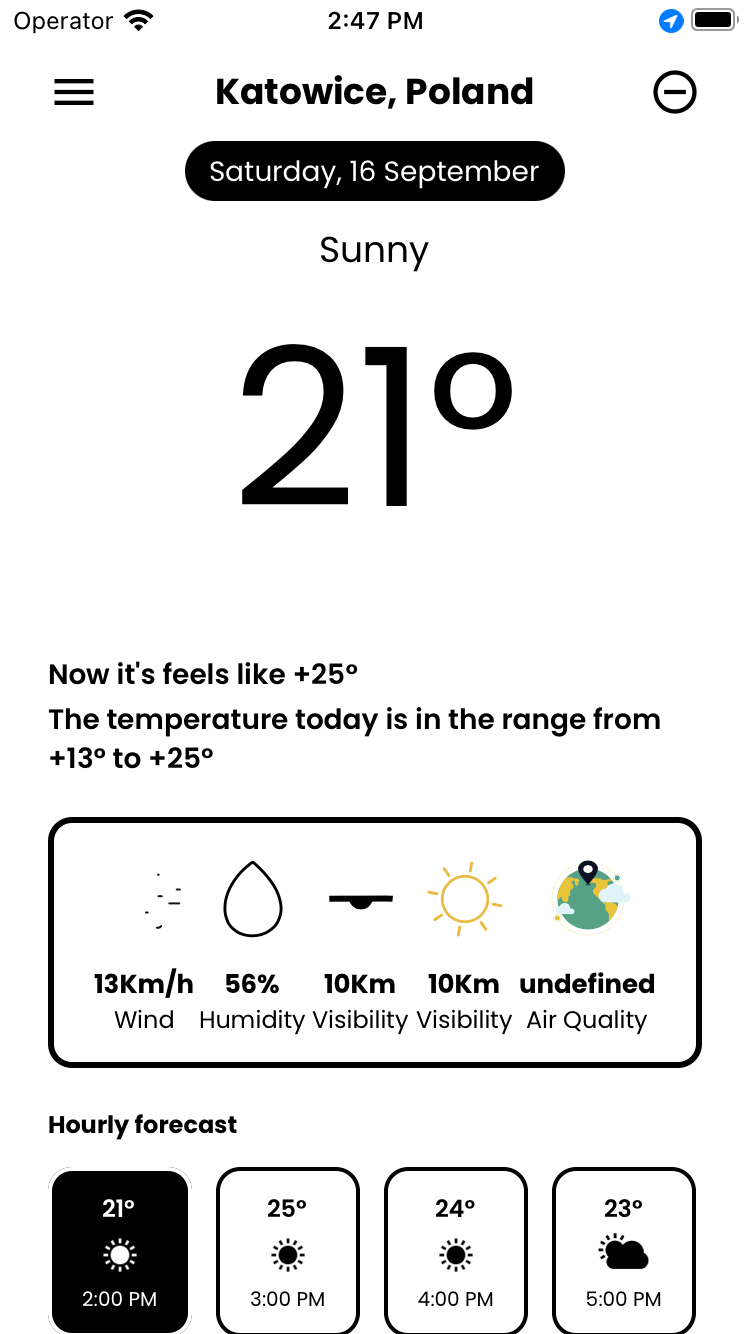 Operator 2:47 PM
Katowice, Poland
Saturday, 16 September
Sunny
21°
Now it's feels like +25°
The temperature today is in the range from
+13° to +25°
13Km/h 56% 10Km 10Km undefined
Wind Humidity Visibility Visibility Air Quality
Hourly forecast
21° 25° 24° 23°
2:00 PM 3:00 PM 4:00 PM 5:00 PM